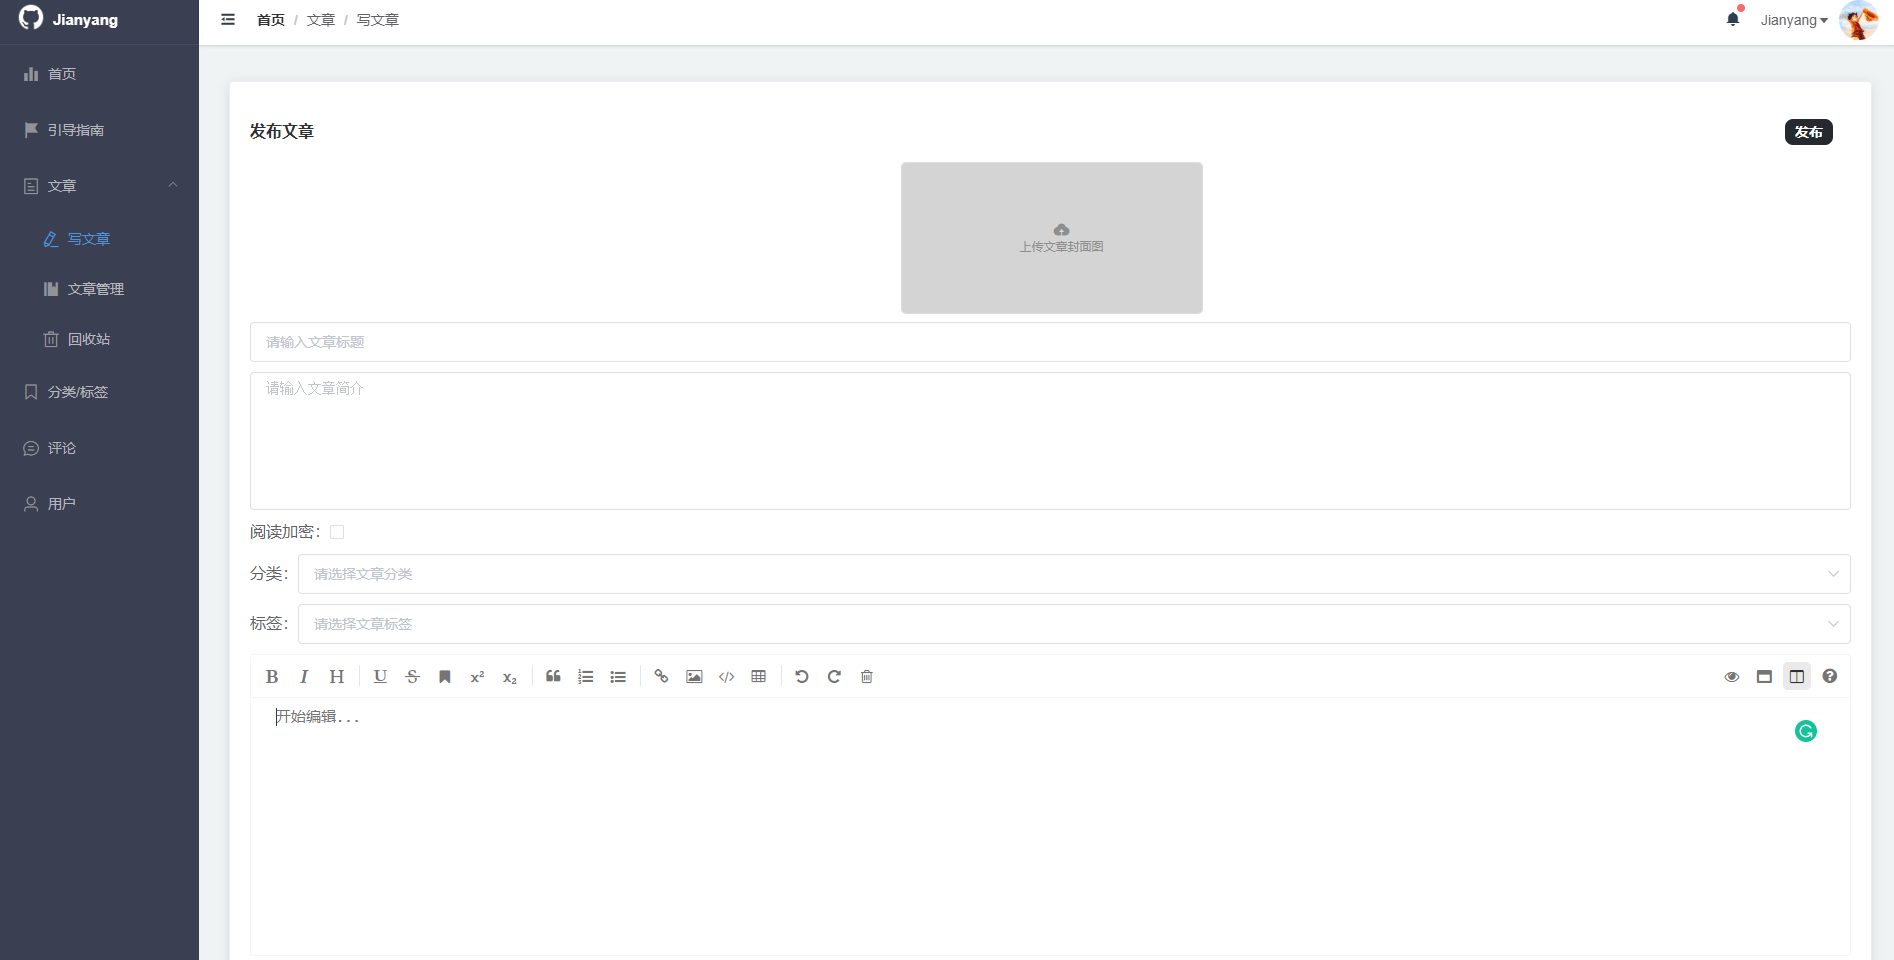 Jianyang
首页 / 文章 / 写文章
Jianyang
首页
引导指南
文章
写文章
文章管理
回收站
分类/标签
评论
用户
发布文章
发布
上传文章封面图
请输入文章标题
请输入文章简介
阅读加密：
分类： 请选择文章分类
标签： 请选择文章标签
B I H U S x² x₂
开始编辑...